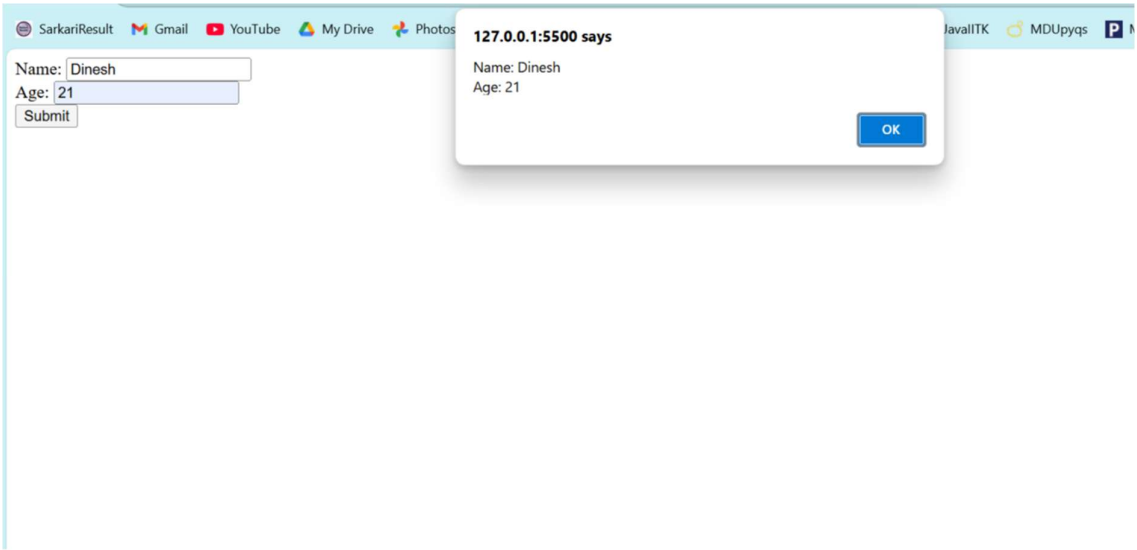 SarkariResult Gmail YouTube My Drive Photos JavaIITK MDUpyqs
127.0.0.1:5500 says
Name: Dinesh
Age: 21
OK
Name: Dinesh
Age: 21
Submit